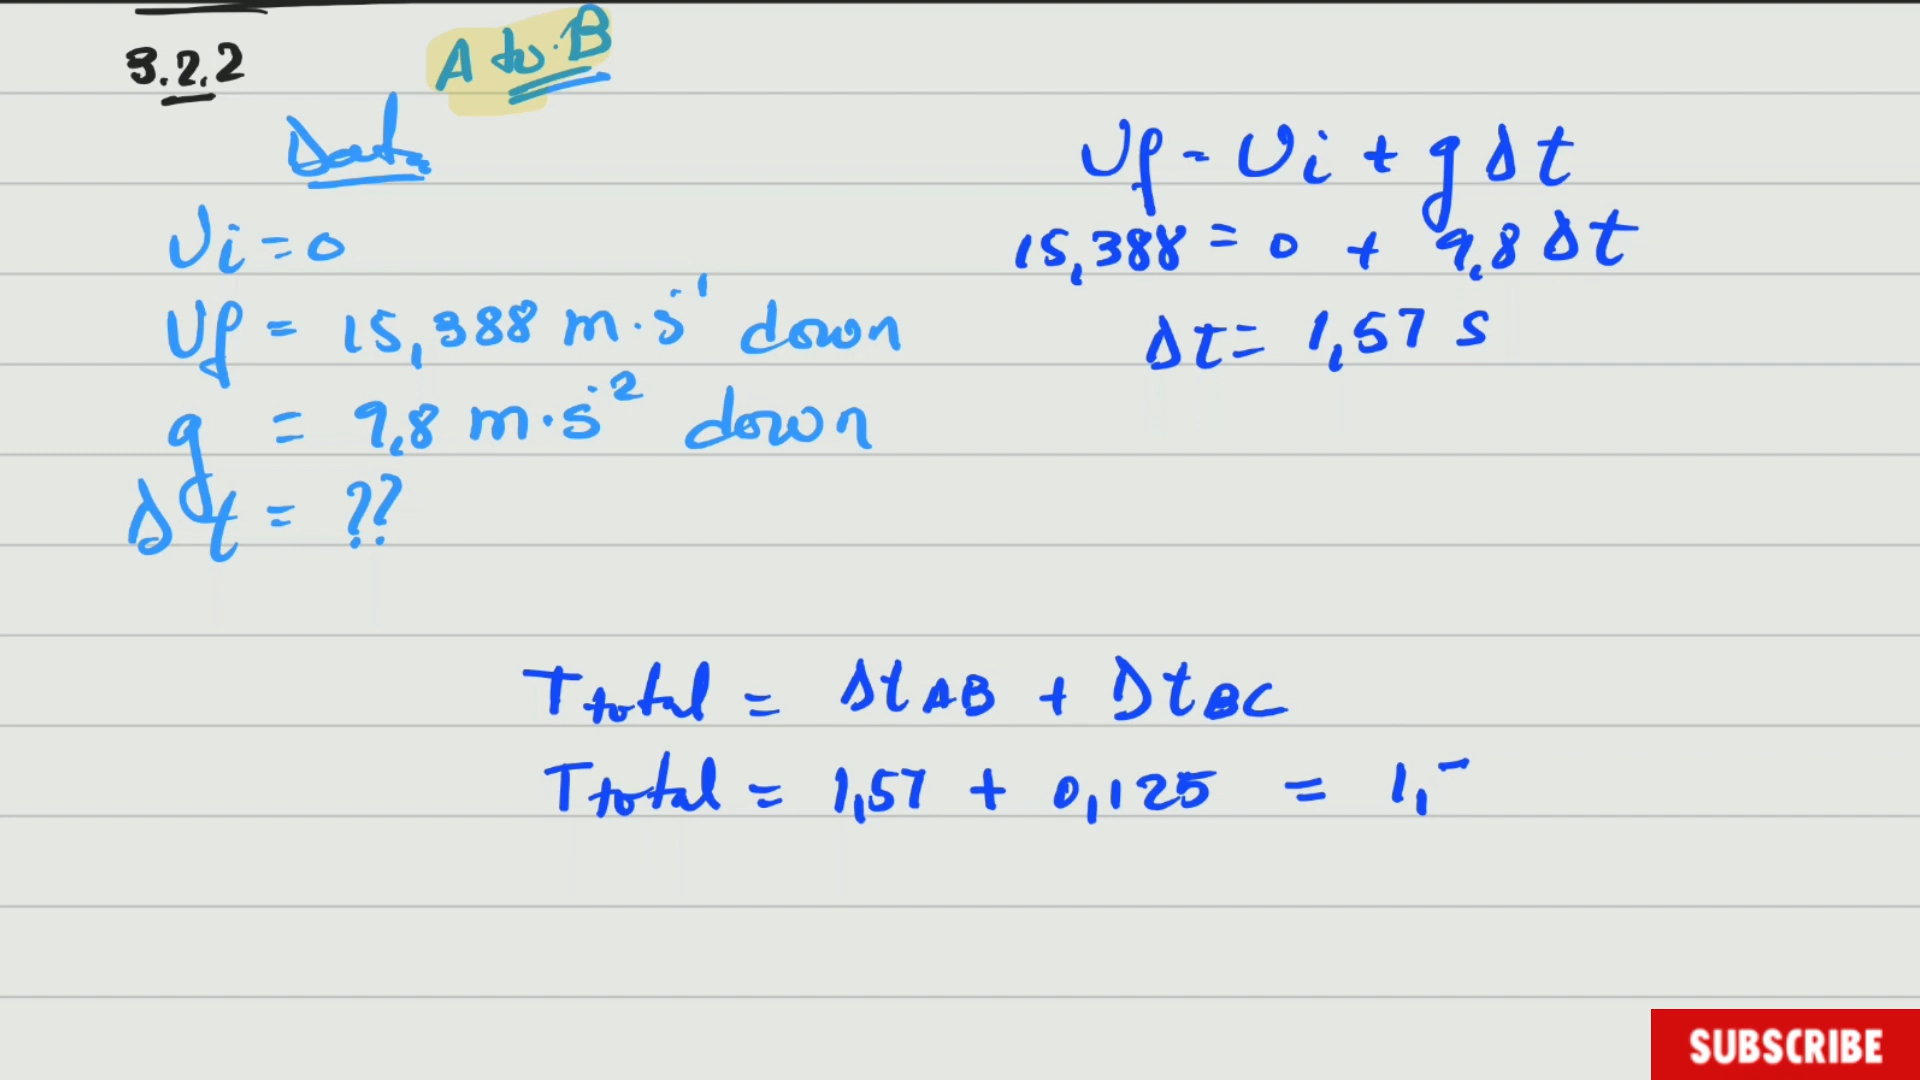 3.2.2
A to B
Data
Vi = 0
Vf = 15,388 m·s⁻¹ down
g = 9,8 m·s⁻² down
Δt = ??
Vf = Vi + gΔt
15,388 = 0 + 9,8 Δt
Δt = 1,57 s
Ttotal = ΔtAB + ΔtBC
Ttotal = 1,57 + 0,125 = 1,
SUBSCRIBE